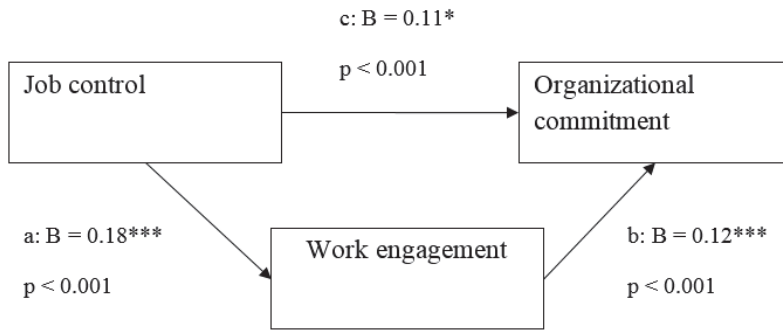 c: B = 0.11*
p < 0.001
Job control
Organizational
commitment
a: B = 0.18***
p < 0.001
Work engagement
b: B = 0.12***
p < 0.001